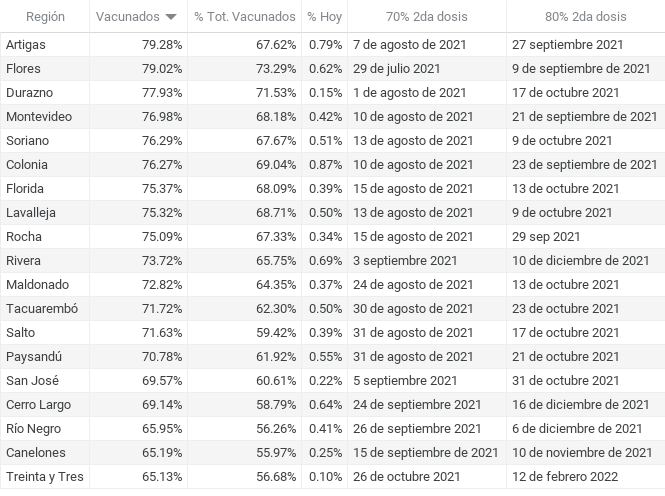 Región Vacunados % Tot. Vacunados % Hoy 70% 2da dosis 80% 2da dosis
Artigas 79.28% 67.62% 0.79% 7 de agosto de 2021 27 septiembre 2021
Flores 79.02% 73.29% 0.62% 29 de julio 2021 9 de septiembre de 2021
Durazno 77.93% 71.53% 0.15% 1 de agosto de 2021 17 de octubre 2021
Montevideo 76.98% 68.18% 0.42% 10 de agosto de 2021 21 de septiembre de 2021
Soriano 76.29% 67.67% 0.51% 13 de agosto de 2021 9 de octubre 2021
Colonia 76.27% 69.04% 0.87% 10 de agosto de 2021 23 de septiembre de 2021
Florida 75.37% 68.09% 0.39% 15 de agosto de 2021 13 de octubre 2021
Lavalleja 75.32% 68.71% 0.50% 13 de agosto de 2021 9 de octubre 2021
Rocha 75.09% 67.33% 0.34% 15 de agosto de 2021 29 sep 2021
Rivera 73.72% 65.75% 0.69% 3 septiembre 2021 10 de diciembre de 2021
Maldonado 72.82% 64.35% 0.37% 24 de agosto de 2021 13 de octubre 2021
Tacuarembó 71.72% 62.30% 0.50% 30 de agosto de 2021 23 de octubre 2021
Salto 71.63% 59.42% 0.39% 31 de agosto de 2021 17 de octubre 2021
Paysandú 70.78% 61.92% 0.55% 31 de agosto de 2021 21 de octubre 2021
San José 69.57% 60.61% 0.22% 5 septiembre 2021 31 de octubre 2021
Cerro Largo 69.14% 58.79% 0.64% 24 de septiembre 2021 16 de diciembre de 2021
Río Negro 65.95% 56.26% 0.41% 26 de septiembre 2021 6 de diciembre de 2021
Canelones 65.19% 55.97% 0.25% 15 de septiembre de 2021 10 de noviembre de 2021
Treinta y Tres 65.13% 56.68% 0.10% 26 de octubre 2021 12 de febrero 2022